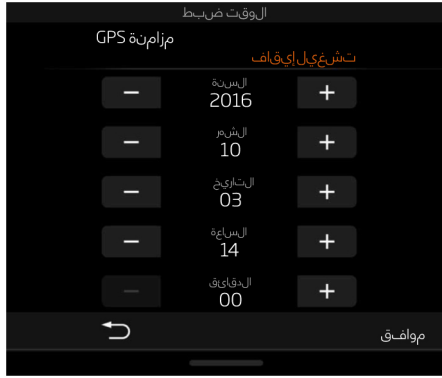 الوقت ضبط
مزامنة GPS
تشغيل إيقاف
السنة
− 2016 +
الشهر
− 10 +
التاريخ
− 03 +
الساعة
− 14 +
الدقائق
− 00 +
موافق